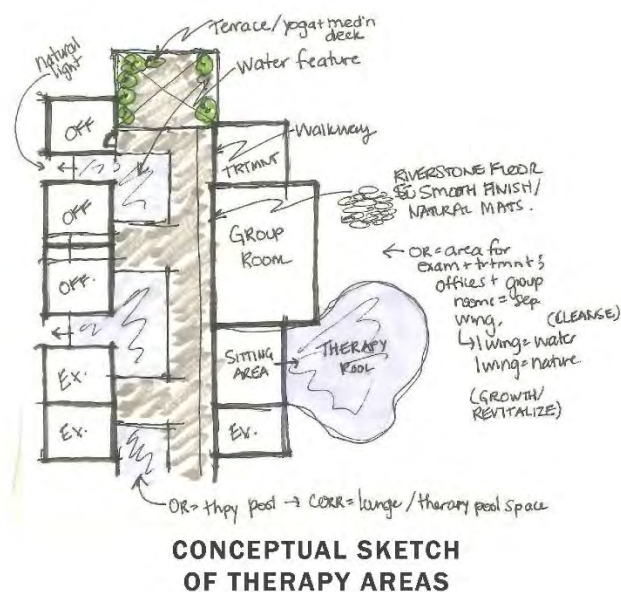 Terrace/yoga+med'n
deck
Natural
light
Water feature
OFF
Walkway
TRTMNT
OFF
RIVERSTONE FLOOR
SMOOTH FINISH/
NATURAL MATS.
GROUP
ROOM
← OR = area for
exam + trtmnt;
offices + group
rooms = sep.
wing. (CLEANSE)
↳ 1 wing = water
1 wing = nature.
(GROWTH/
REVITALIZE)
OFF.
SITTING
AREA
THERAPY
POOL
EX.
EX.
EX.
OR = thpy pool → CORR = lounge/therapy pool space
CONCEPTUAL SKETCH
OF THERAPY AREAS